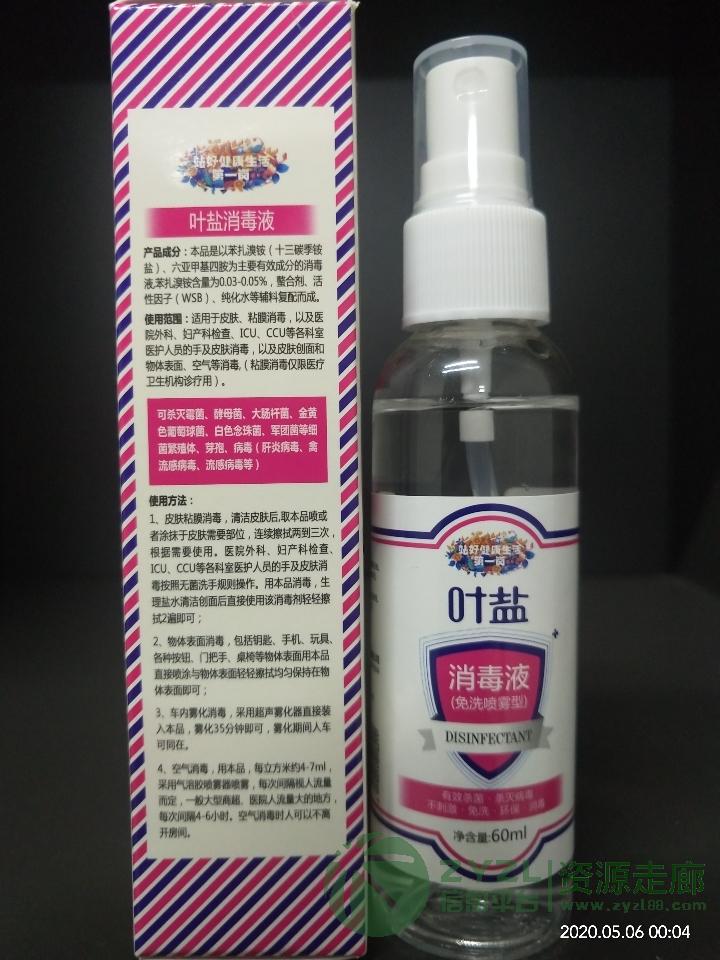 站好健康生活
第一岗
叶盐消毒液
产品成分：本品是以苯扎溴铵（十三碳季铵
盐）、六亚甲基四胺为主要有效成分的消毒
液,苯扎溴铵含量为0.03-0.05%，螯合剂、活
性因子（WSB）、纯化水等辅料复配而成。
使用范围：适用于皮肤、粘膜消毒，以及医
院外科、妇产科检查、ICU、CCU等各科室
医护人员的手及皮肤消毒，以及皮肤创面和
物体表面、空气等消毒,（粘膜消毒仅限医疗
卫生机构诊疗用）。
可杀灭霉菌、酵母菌、大肠杆菌、金黄
色葡萄球菌、白色念珠菌、军团菌等细
菌繁殖体、芽孢、病毒（肝炎病毒、禽
流感病毒、流感病毒等）
使用方法：
1、皮肤粘膜消毒，清洁皮肤后,取本品喷或
者涂抹于皮肤需要部位，连续擦拭两到三次，
根据需要使用。医院外科、妇产科检查、
ICU、CCU等各科室医护人员的手及皮肤消
毒按照无菌洗手规则操作。用本品消毒，生
理盐水清洁创面后直接使用该消毒剂轻轻擦
拭2遍即可；
2、物体表面消毒，包括钥匙、手机、玩具、
各种按钮、门把手、桌椅等物体表面用本品
直接喷涂与物体表面轻轻擦拭均匀保持在物
体表面即可；
3、车内雾化消毒，采用超声雾化器直接装
入本品，雾化35分钟即可，雾化期间人车
可同在。
4、空气消毒，用本品，每立方米约4-7ml，
采用气溶胶喷雾器喷雾，每次间隔视人流量
而定，一般大型商超、医院人流量大的地方，
每次间隔4-6小时。空气消毒时人可以不离
开房间。
站好健康生活
第一岗
叶盐
消毒液
(免洗喷雾型)
DISINFECTANT
有效杀菌·杀灭病毒
不刺激·免洗·环保·消毒
净含量:60ml
ZYZL 资源走廊
信息平台 www.zyzl88.com
2020.05.06 00:04